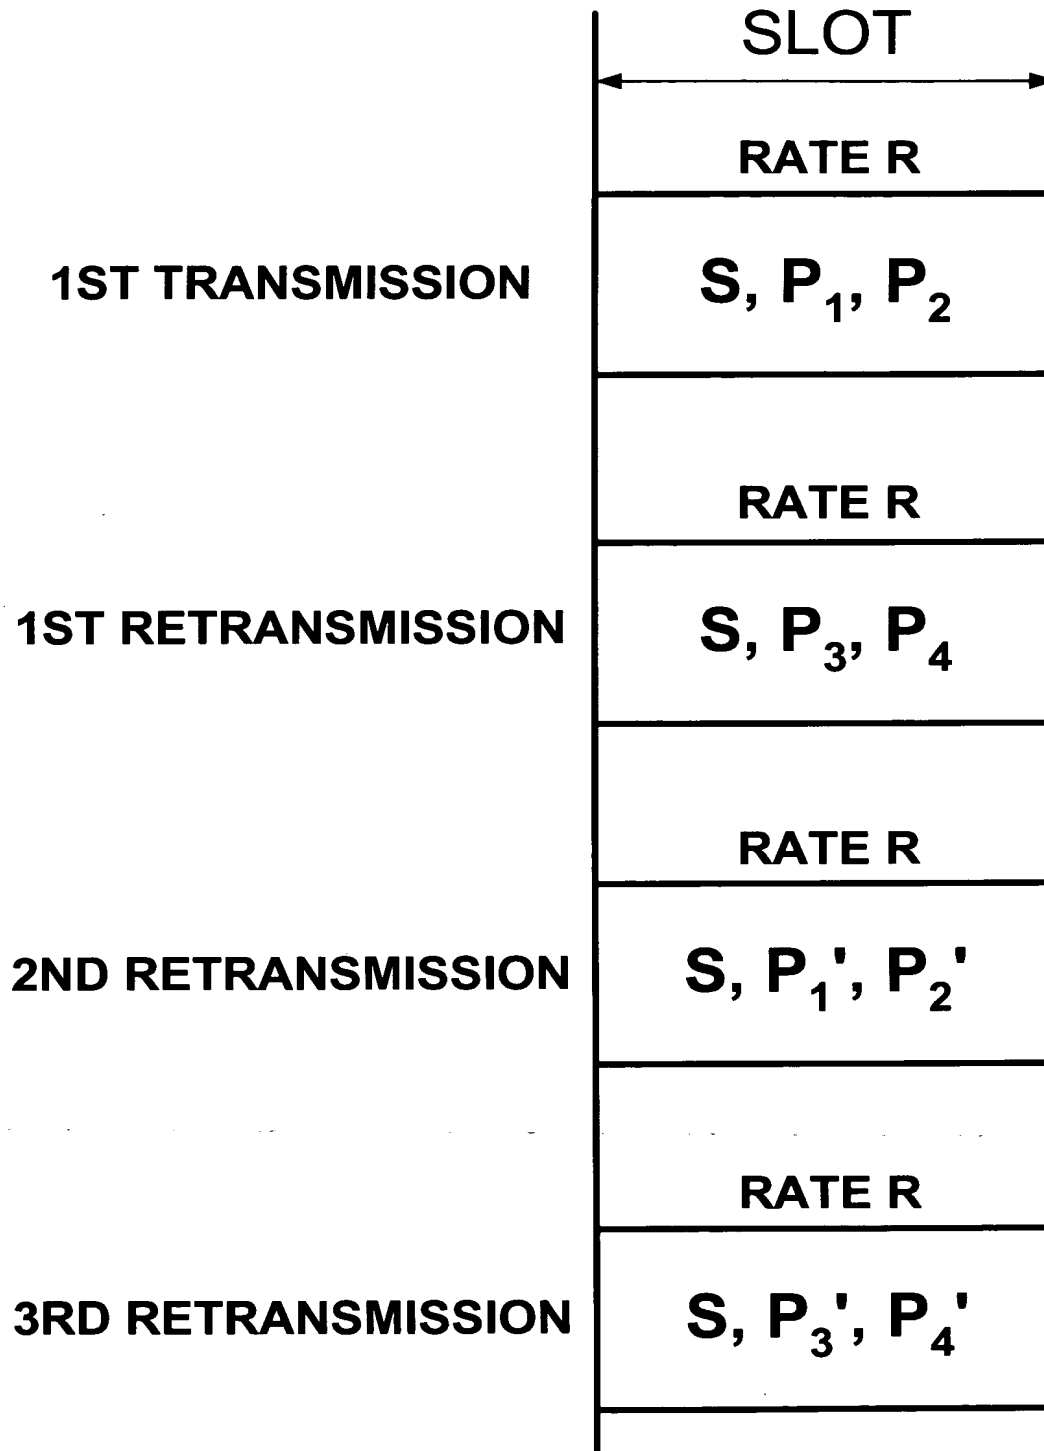 SLOT
RATE R
1ST TRANSMISSION S, P₁, P₂
RATE R
1ST RETRANSMISSION S, P₃, P₄
RATE R
2ND RETRANSMISSION S, P₁', P₂'
RATE R
3RD RETRANSMISSION S, P₃', P₄'